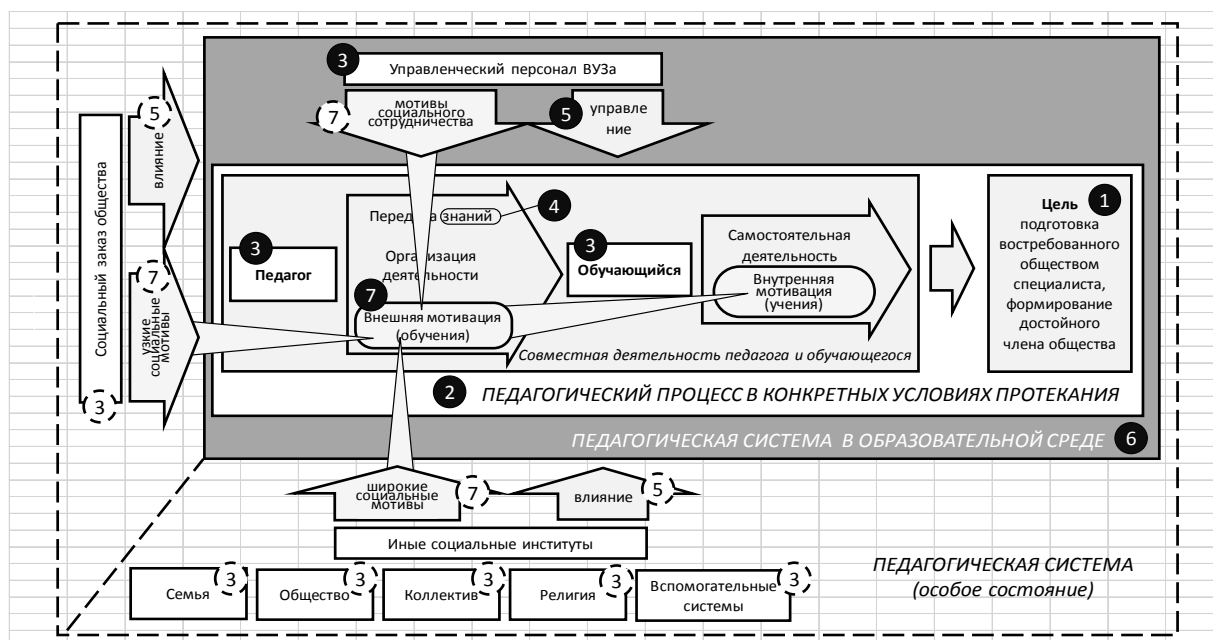 3
Управленческий персонал ВУЗа
7
мотивы
социального
сотрудничества
5
управле
ние
Социальный заказ общества
3
5
влияние
7
узкие
социальные
мотивы
3
Педагог
Передача знаний
4
Организация
деятельности
7
Внешняя мотивация
(обучения)
3
Обучающийся
Самостоятельная
деятельность
Внутренняя
мотивация
(учения)
Совместная деятельность педагога и обучающегося
1
Цель
подготовка
востребованного
обществом
специалиста,
формирование
достойного
члена общества
2 ПЕДАГОГИЧЕСКИЙ ПРОЦЕСС В КОНКРЕТНЫХ УСЛОВИЯХ ПРОТЕКАНИЯ
ПЕДАГОГИЧЕСКАЯ СИСТЕМА В ОБРАЗОВАТЕЛЬНОЙ СРЕДЕ 6
широкие
социальные
мотивы
7
влияние
5
Иные социальные институты
Семья
3
Общество
3
Коллектив
3
Религия
3
Вспомогательные
системы
3
ПЕДАГОГИЧЕСКАЯ СИСТЕМА
(особое состояние)